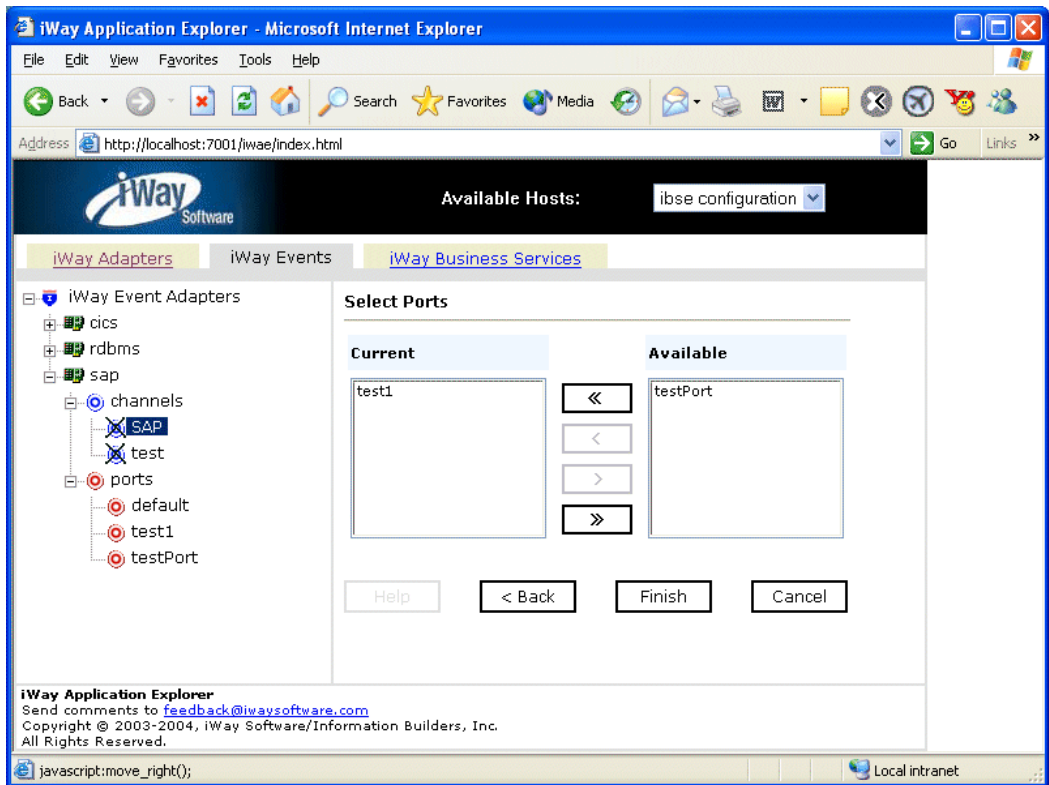 iWay Application Explorer - Microsoft Internet Explorer
File Edit View Favorites Tools Help
Back Search Favorites Media
Address http://localhost:7001/iwae/index.html Go Links »
iWay Software Available Hosts: ibse configuration
iWay Adapters iWay Events iWay Business Services
iWay Event Adapters
cics
rdbms
sap
channels
SAP
test
ports
default
test1
testPort
Select Ports
Current Available
test1 testPort
«
<
>
»
Help < Back Finish Cancel
iWay Application Explorer
Send comments to feedback@iwaysoftware.com
Copyright © 2003-2004, iWay Software/Information Builders, Inc.
All Rights Reserved.
javascript:move_right(); Local intranet